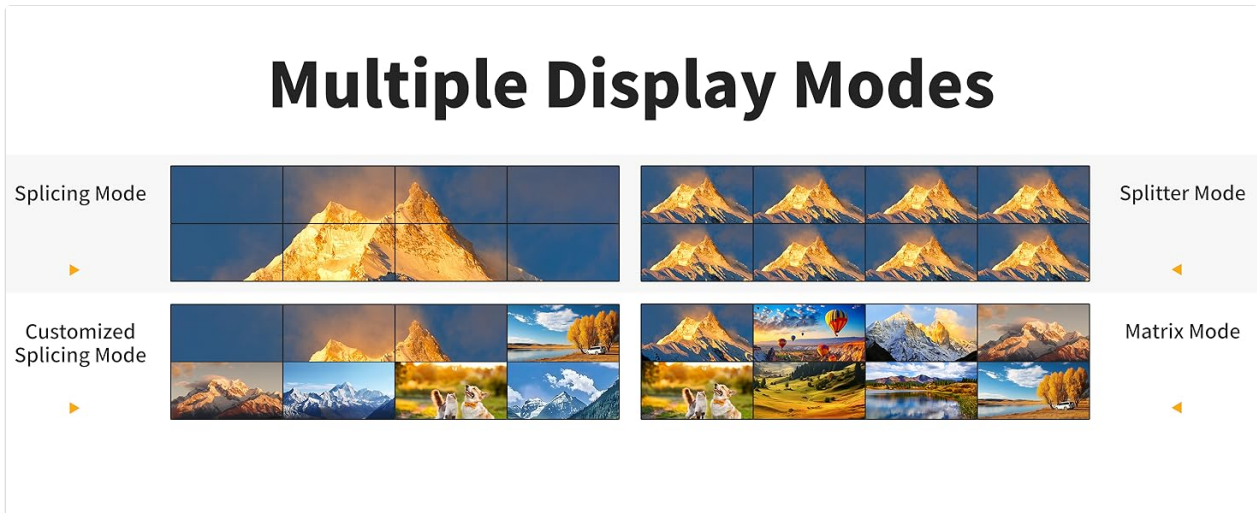 Multiple Display Modes
Splicing Mode
Splitter Mode
Customized
Splicing Mode
Matrix Mode